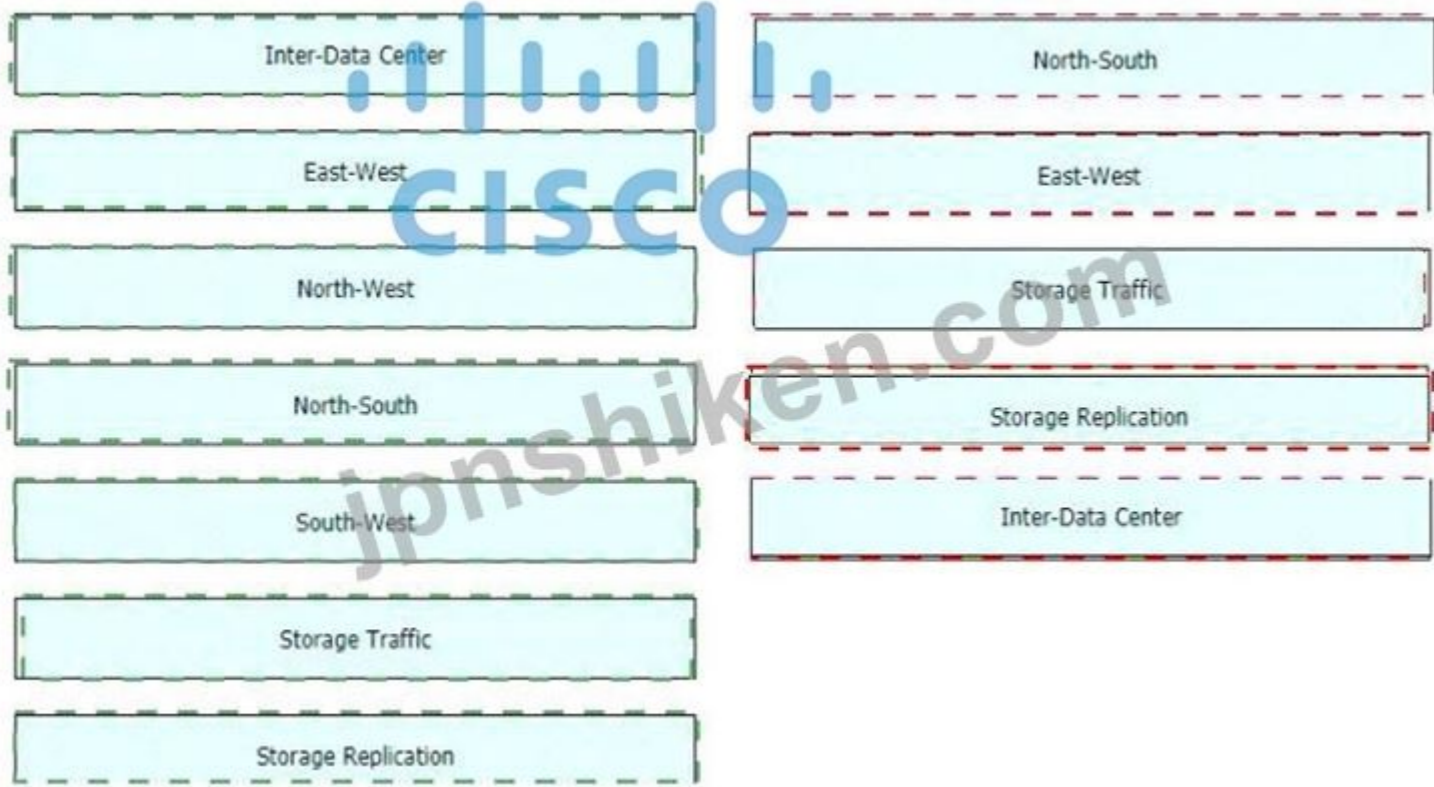 Inter-Data Center
East-West
North-West
North-South
South-West
Storage Traffic
Storage Replication
North-South
East-West
Storage Traffic
Storage Replication
Inter-Data Center
CISCO
jpnshiken.com